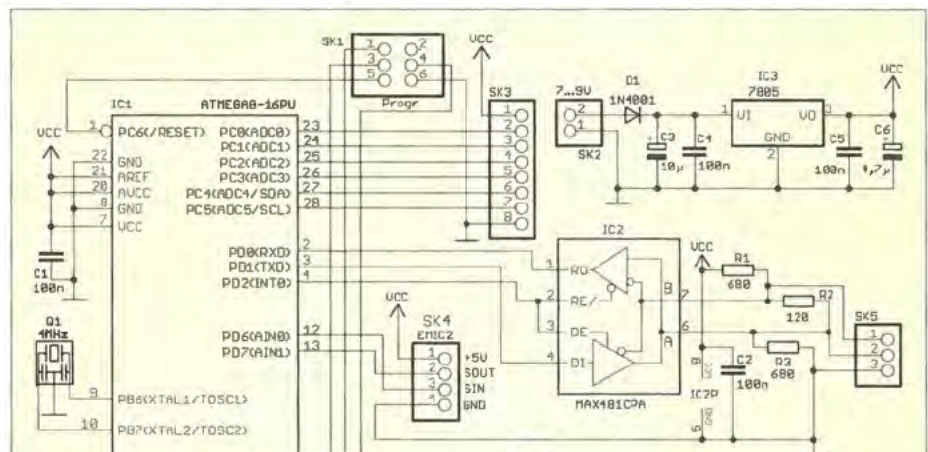 SK1
1 2
3 4
5 6
Progr
VCC
SK3
1
2
3
4
5
6
7
8
7...9V
2
1
SK2
D1
1N4001
C3
10µ
C4
100n
IC3
7805
1 VI VO 3
GND
2
C5
100n
VCC
C6
4,7µ
IC1
ATMEGA8-16PU
VCC
1 PC6(/RESET)
22 GND
21 AREF
20 AVCC
8 GND
7 VCC
C1
100n
PC0(ADC0) 23
PC1(ADC1) 24
PC2(ADC2) 25
PC3(ADC3) 26
PC4(ADC4/SDA) 27
PC5(ADC5/SCL) 28
PD0(RXD) 2
PD1(TXD) 3
PD2(INT0) 4
PD6(AIN0) 12
PD7(AIN1) 13
Q1
4MHz
9 PB6(XTAL1/TOSC1)
10 PB7(XTAL2/TOSC2)
VCC
SK4
EMIC2
1 +5V
2 SOUT
3 SIN
4 GND
IC2
1 RO
2 RE/
3 DE
4 DI
B 7
A 6
MAX481CPA
VCC
R1
680
R2
120
R3
680
8 VCC
IC2P
5 GND
C2
100n
SK5
1
2
3